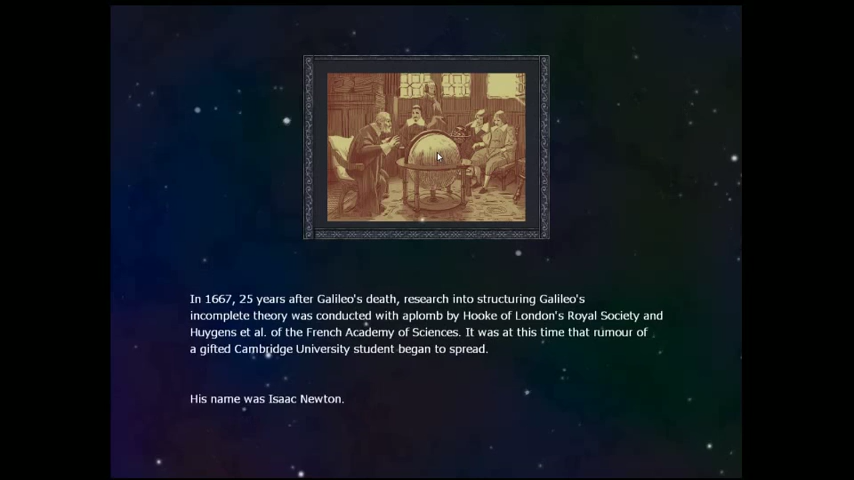 In 1667, 25 years after Galileo's death, research into structuring Galileo's
incomplete theory was conducted with aplomb by Hooke of London's Royal Society and
Huygens et al. of the French Academy of Sciences. It was at this time that rumour of
a gifted Cambridge University student began to spread.
His name was Isaac Newton.